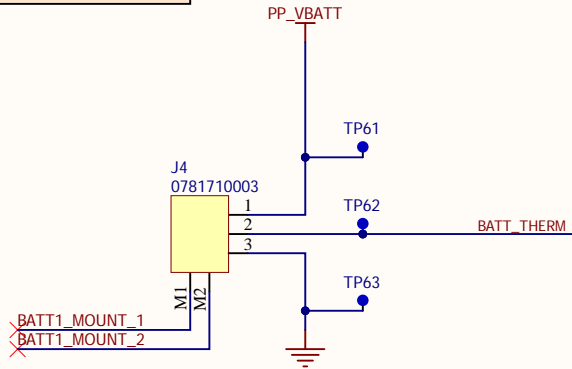 PP_VBATT
TP61
J4
0781710003
1
TP62
2
BATT_THERM
3
TP63
M1
M2
BATT1_MOUNT_1
BATT1_MOUNT_2